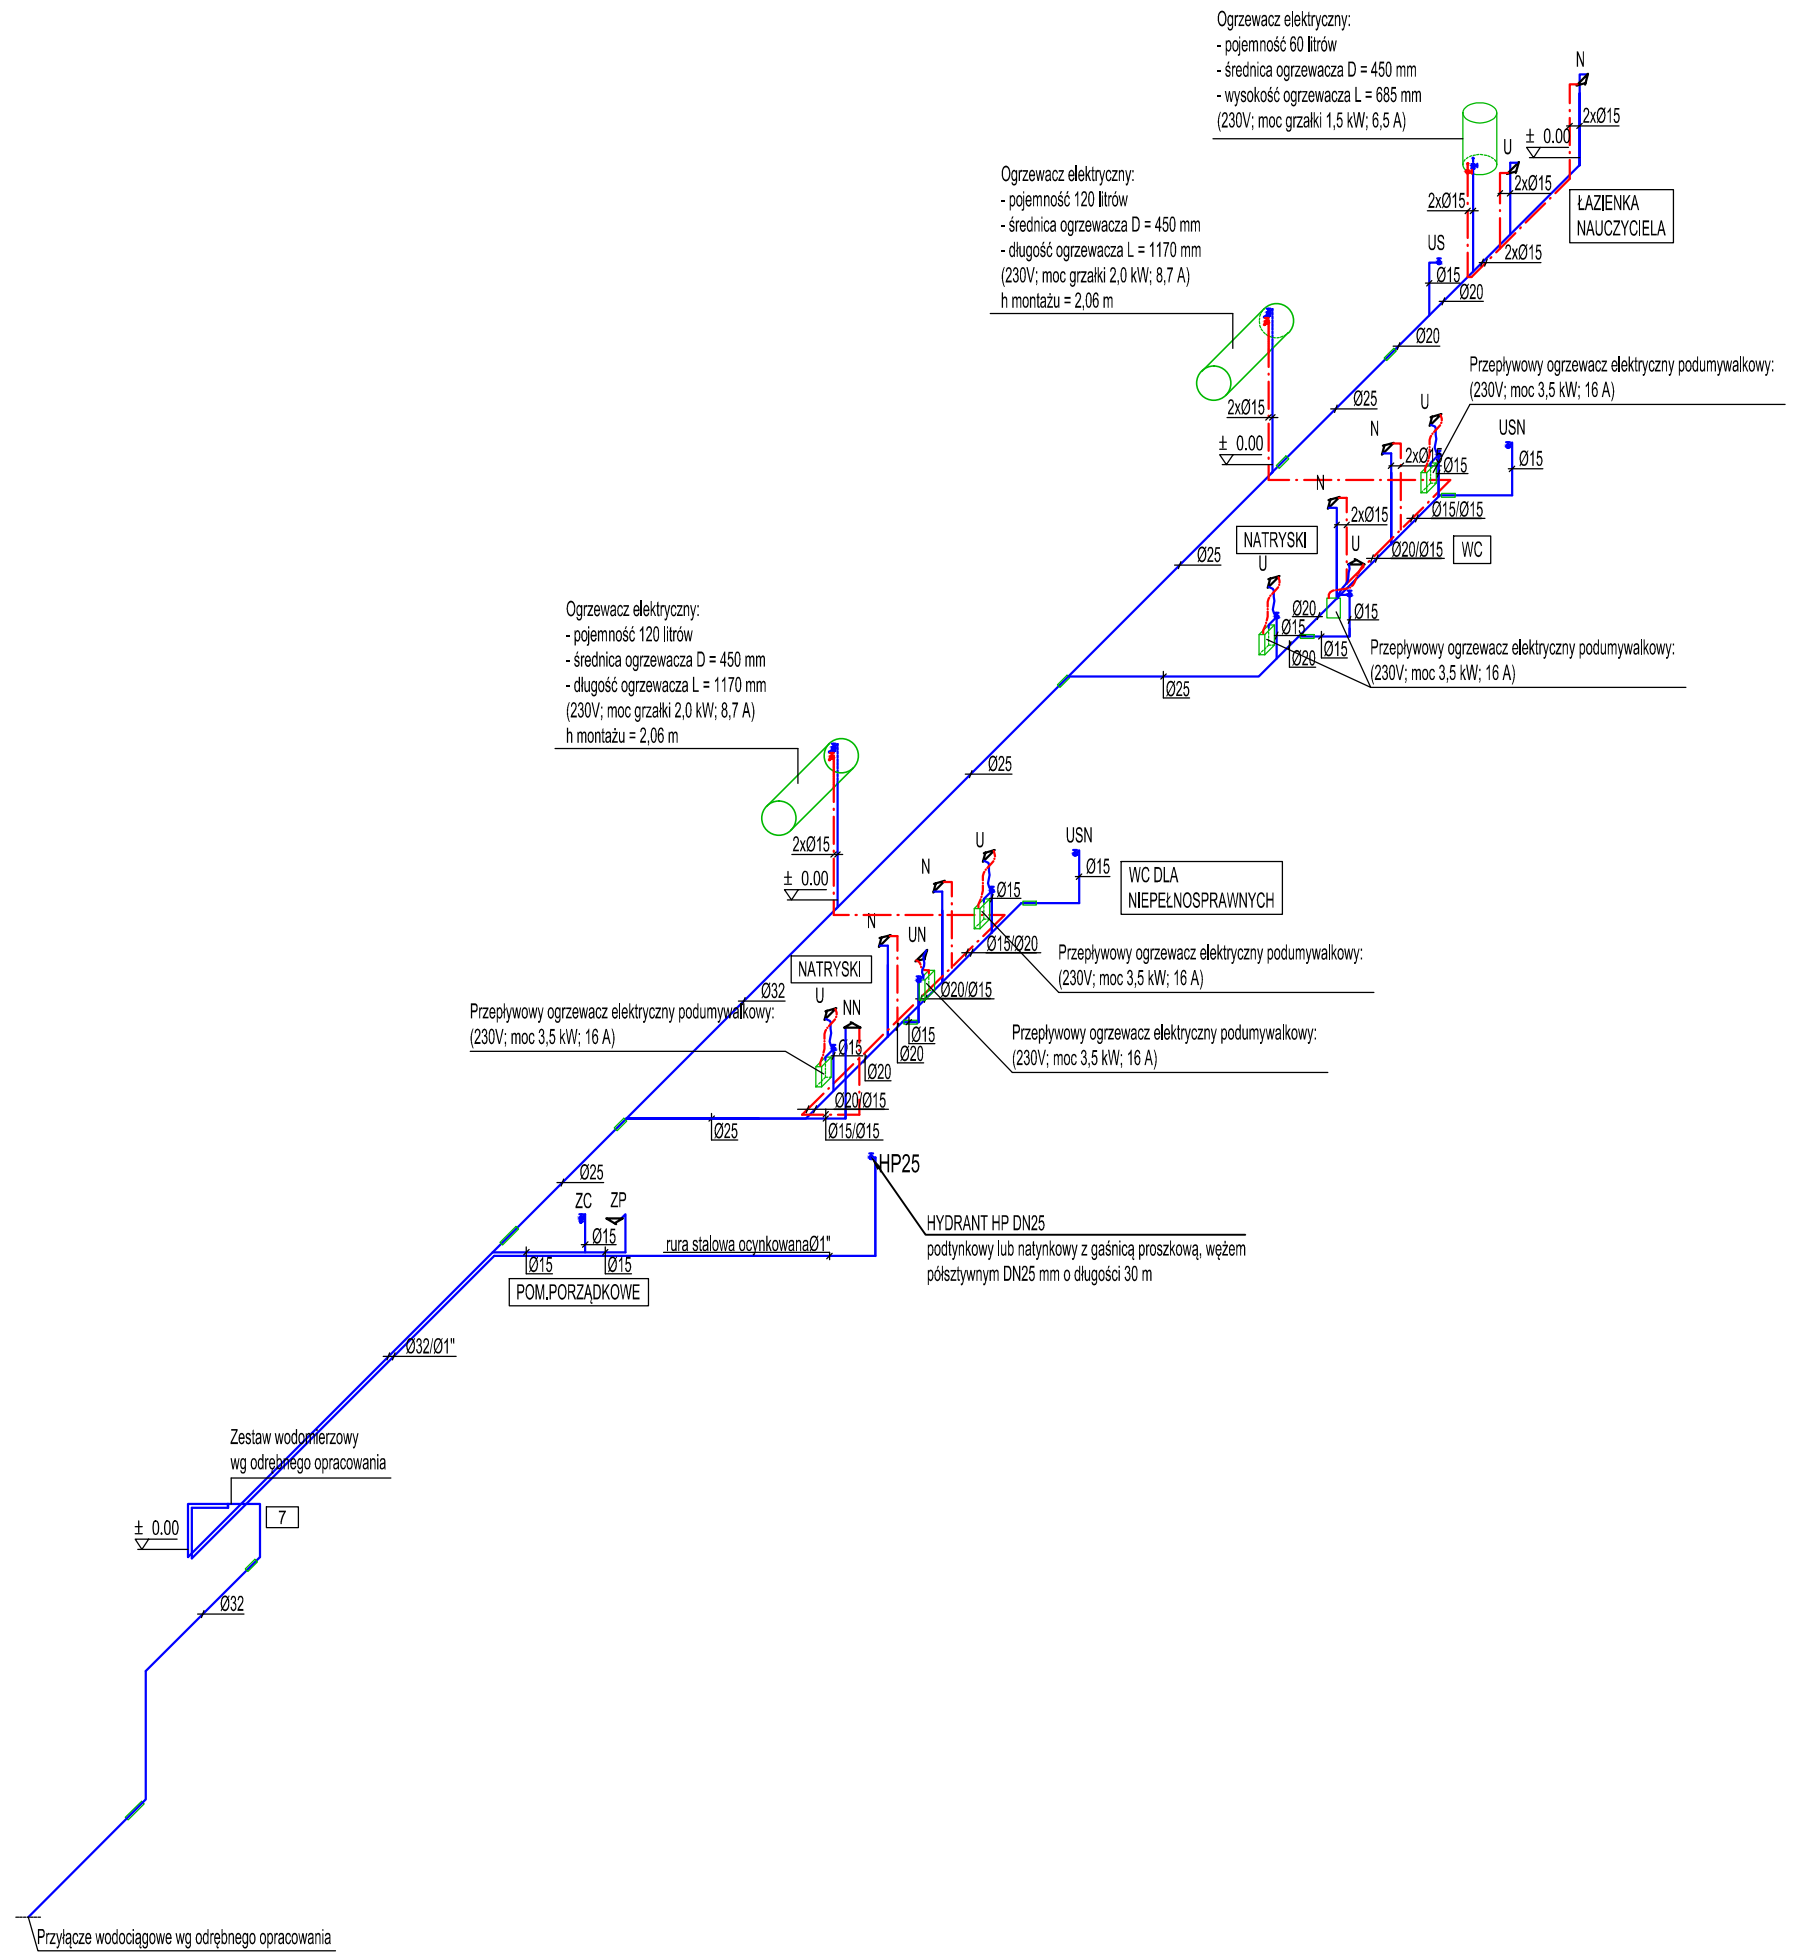 Ogrzewacz elektryczny:
- pojemność 60 litrów
- średnica ogrzewacza D = 450 mm
- wysokość ogrzewacza L = 685 mm
(230V; moc grzałki 1,5 kW; 6,5 A)
N
2xØ15
± 0.00
U
2xØ15
2xØ15
ŁAZIENKA
NAUCZYCIELA
US
2xØ15
Ø15
Ø20
Ogrzewacz elektryczny:
- pojemność 120 litrów
- średnica ogrzewacza D = 450 mm
- długość ogrzewacza L = 1170 mm
(230V; moc grzałki 2,0 kW; 8,7 A)
h montażu = 2,06 m
Ø20
Przepływowy ogrzewacz elektryczny podumywalkowy:
(230V; moc 3,5 kW; 16 A)
Ø25
2xØ15
± 0.00
U
N
USN
2xØ1
Ø15
Ø15
N
Ø15/Ø15
2xØ15
NATRYSKI
U
Ø20/Ø15
WC
Ø25
U
Ø20
Ø15
Ø15
Ø20
Ø15
Przepływowy ogrzewacz elektryczny podumywalkowy:
(230V; moc 3,5 kW; 16 A)
Ø25
Ogrzewacz elektryczny:
- pojemność 120 litrów
- średnica ogrzewacza D = 450 mm
- długość ogrzewacza L = 1170 mm
(230V; moc grzałki 2,0 kW; 8,7 A)
h montażu = 2,06 m
Ø25
2xØ15
± 0.00
U
USN
N
Ø15
Ø15
WC DLA
NIEPEŁNOSPRAWNYCH
N
UN
Ø15/Ø20
Przepływowy ogrzewacz elektryczny podumywalkowy:
(230V; moc 3,5 kW; 16 A)
NATRYSKI
Ø32
U
NN
Ø20/Ø15
Przepływowy ogrzewacz elektryczny podumywalkowy:
(230V; moc 3,5 kW; 16 A)
Ø15
Ø20
Ø15
Ø20
Przepływowy ogrzewacz elektryczny podumywalkowy:
(230V; moc 3,5 kW; 16 A)
Ø20/Ø15
Ø25
Ø15/Ø15
HP25
Ø25
ZC
ZP
Ø15
rura stalowa ocynkowanaØ1"
Ø15
Ø15
POM.PORZĄDKOWE
HYDRANT HP DN25
podtynkowy lub natynkowy z gaśnicą proszkową, wężem
półsztywnym DN25 mm o długości 30 m
Ø32/Ø1"
Zestaw wodomierzowy
wg odrębnego opracowania
± 0.00
7
Ø32
Przyłącze wodociągowe wg odrębnego opracowania